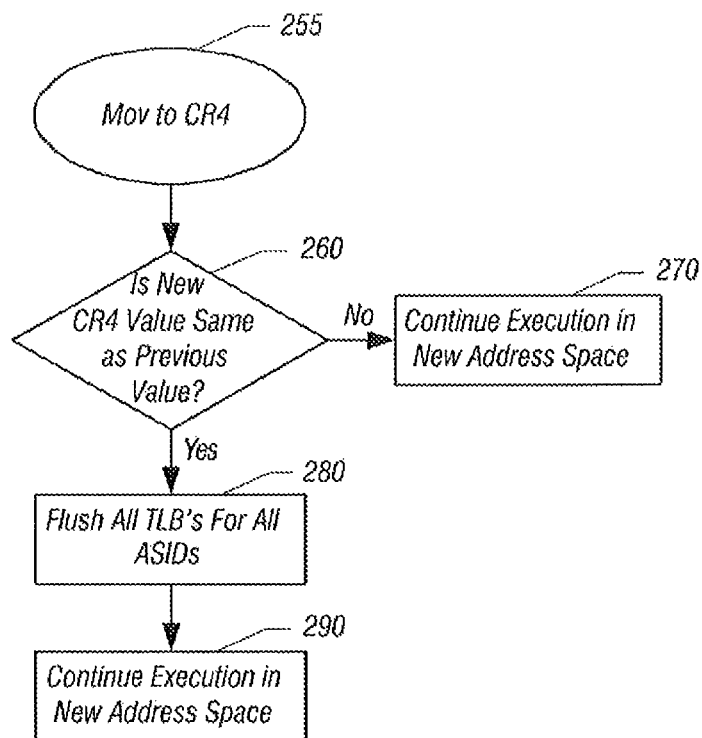 255
Mov to CR4
260
Is New
CR4 Value Same
as Previous
Value?
No
270
Continue Execution in
New Address Space
Yes
280
Flush All TLB's For All
ASIDs
290
Continue Execution in
New Address Space